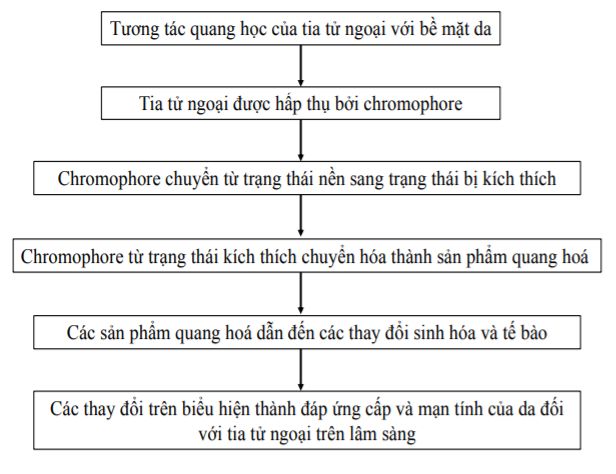 Tương tác quang học của tia tử ngoại với bề mặt da
Tia tử ngoại được hấp thụ bởi chromophore
Chromophore chuyển từ trạng thái nền sang trạng thái bị kích thích
Chromophore từ trạng thái kích thích chuyển hóa thành sản phẩm quang hoá
Các sản phẩm quang hoá dẫn đến các thay đổi sinh hóa và tế bào
Các thay đổi trên biểu hiện thành đáp ứng cấp và mạn tính của da đối
với tia tử ngoại trên lâm sàng